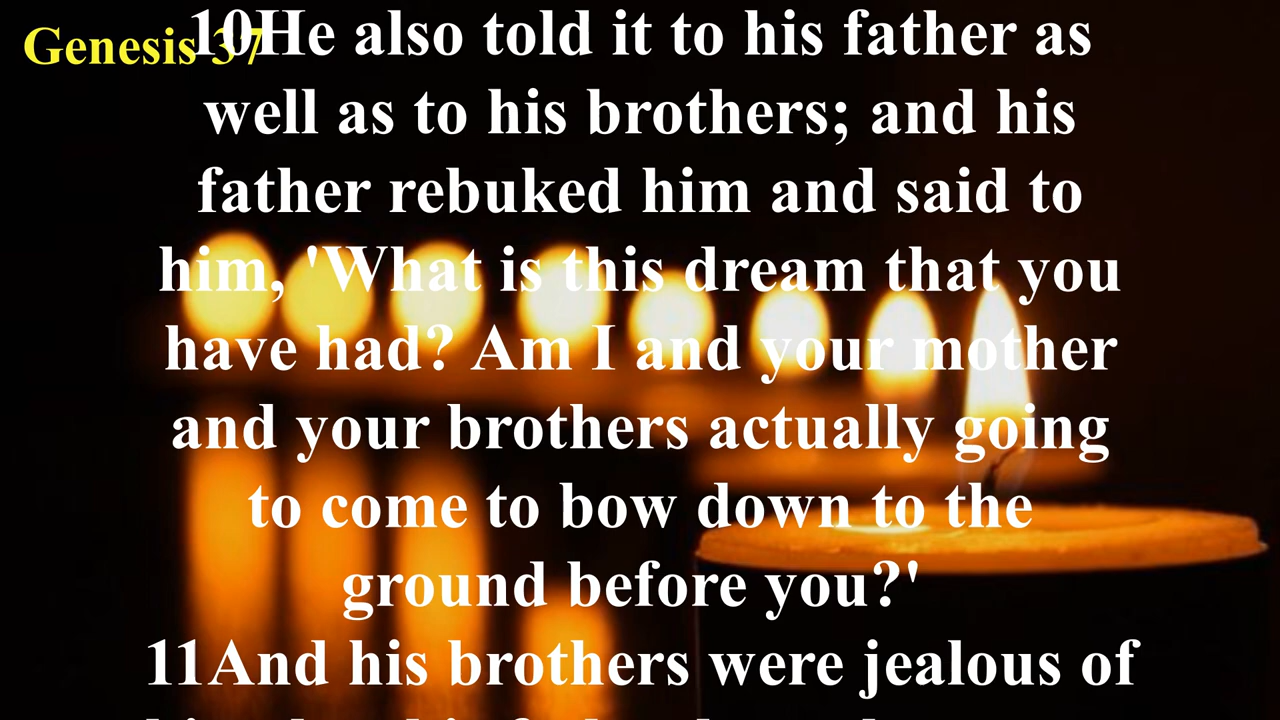 Genesis 37
10He also told it to his father as
well as to his brothers; and his
father rebuked him and said to
him, 'What is this dream that you
have had? Am I and your mother
and your brothers actually going
to come to bow down to the
ground before you?'
11And his brothers were jealous of